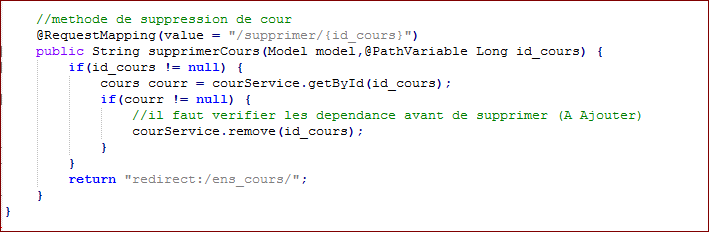 //methode de suppression de cour
@RequestMapping(value = "/supprimer/{id_cours}")
public String supprimerCours(Model model,@PathVariable Long id_cours) {
if(id_cours != null) {
cours courr = courService.getById(id_cours);
if(courr != null) {
//il faut verifier les dependance avant de supprimer (A Ajouter)
courService.remove(id_cours);
}
}
return "redirect:/ens_cours/";
}
}